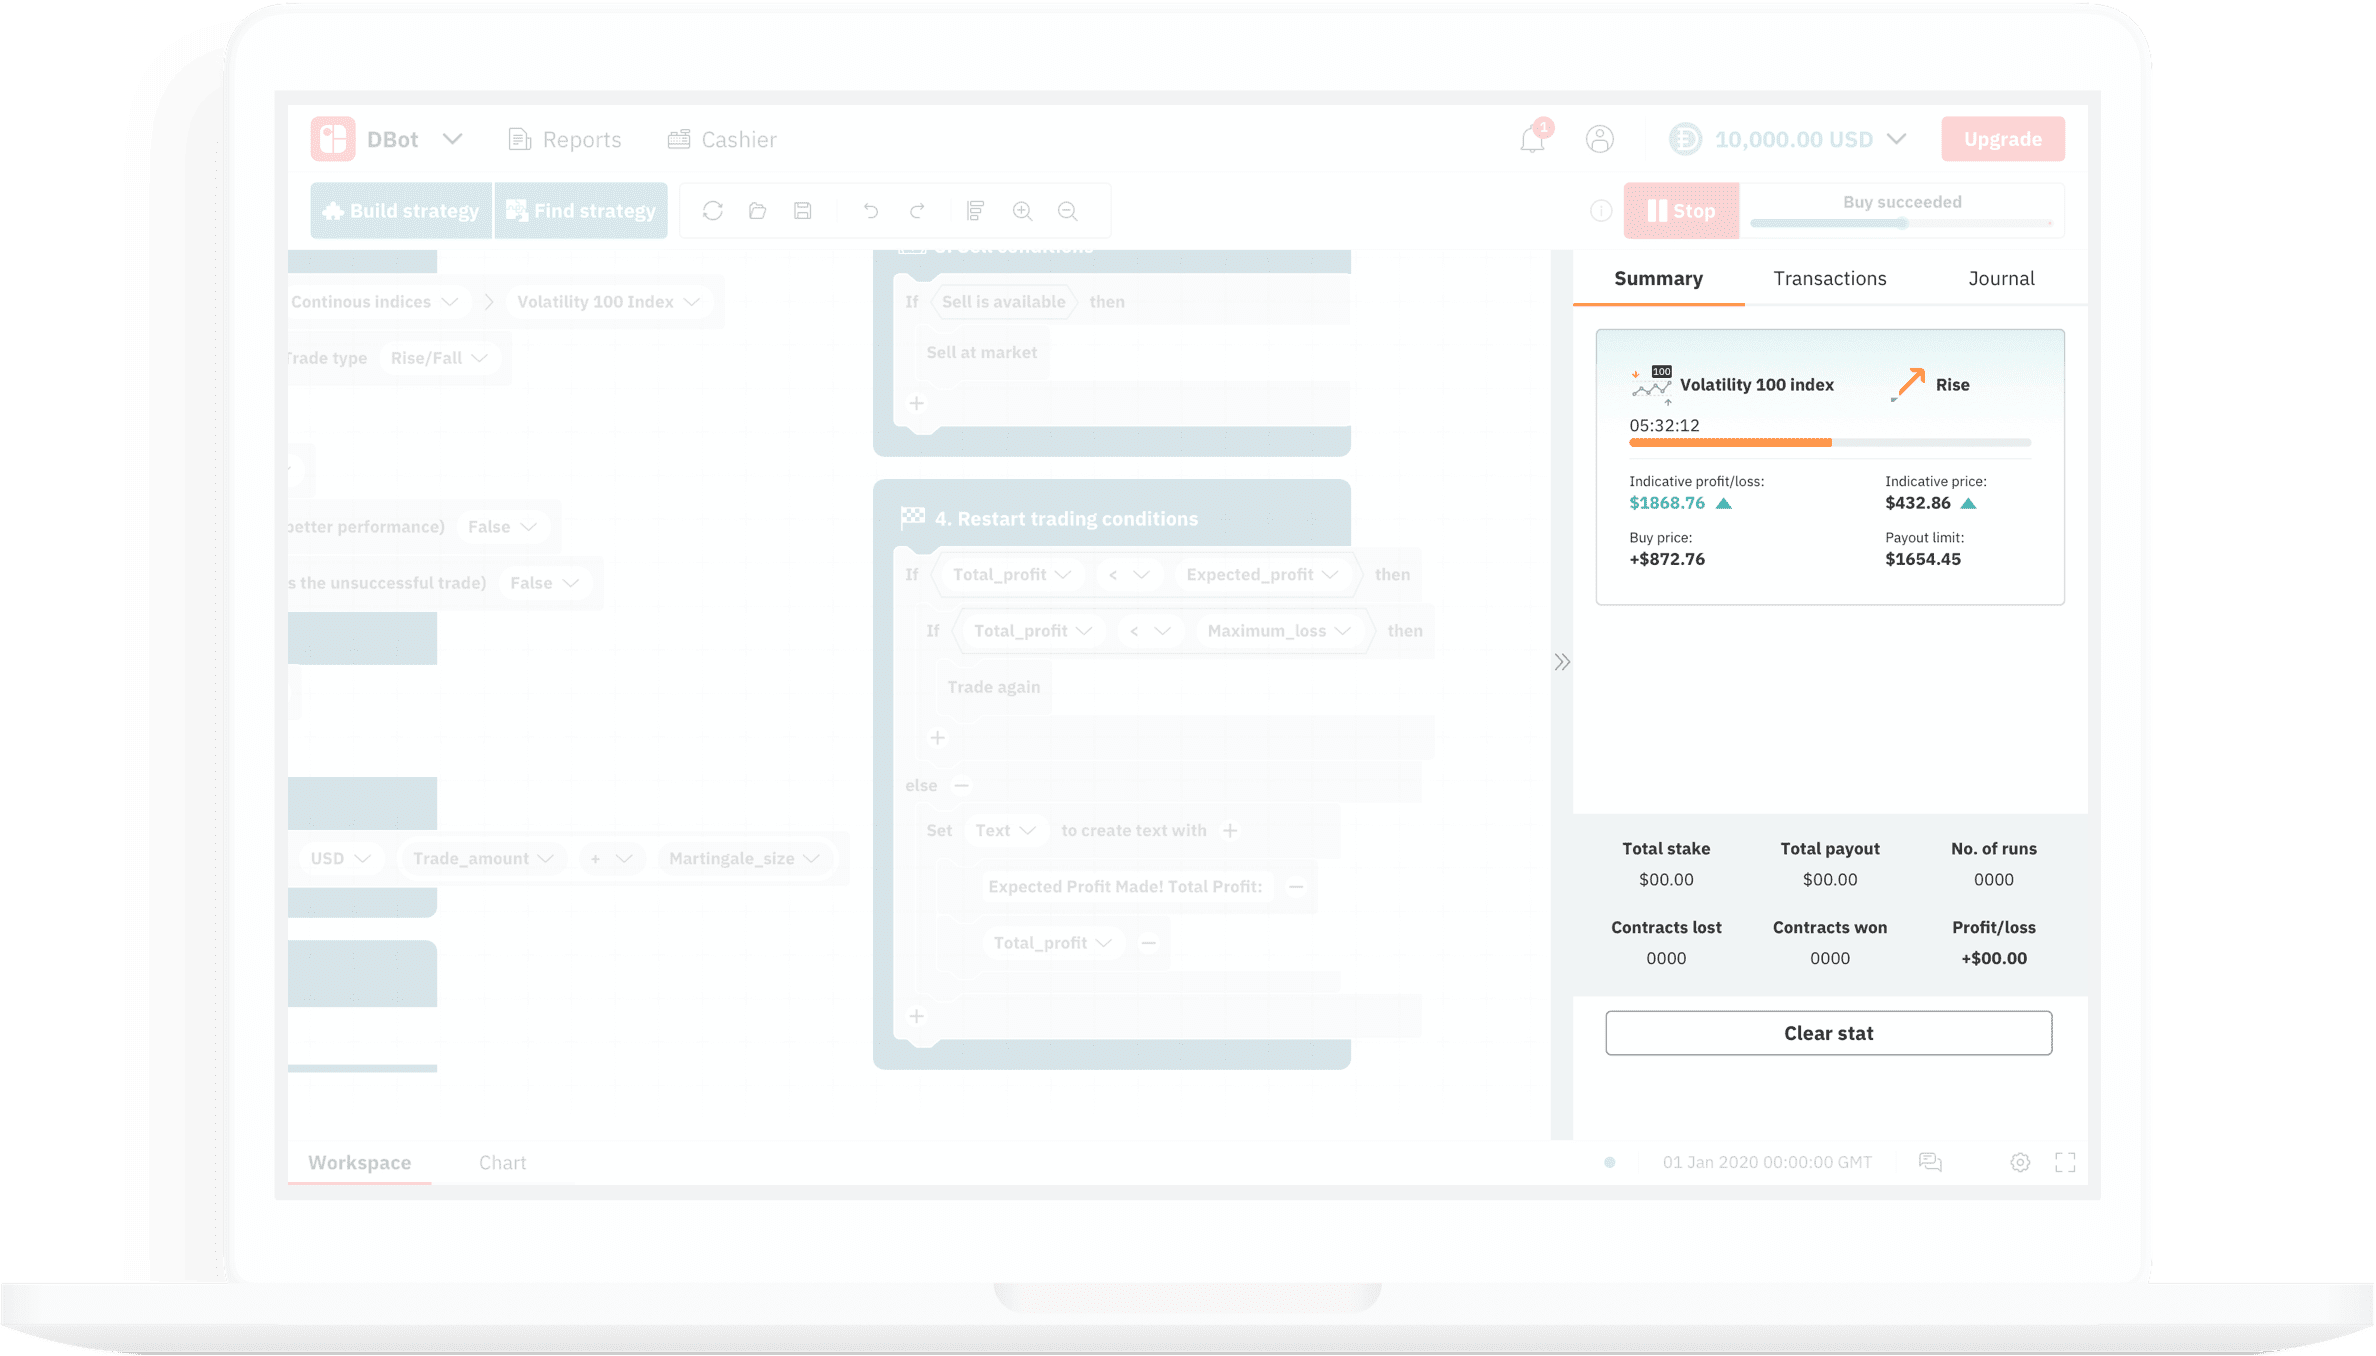 DBot
Reports
Cashier
1
10,000.00 USD
Upgrade
Build strategy
Find strategy
Stop
Buy succeeded
Continous indices
Volatility 100 Index
Trade type
Rise/Fall
better performance)
False
s the unsuccessful trade)
False
USD
Trade_amount
+
Martingale_size
If
Sell is available
then
Sell at market
+
4. Restart trading conditions
If
Total_profit
<
Expected_profit
then
If
Total_profit
<
Maximum_loss
then
Trade again
+
else
Set
Text
to create text with
+
Expected Profit Made! Total Profit:
Total_profit
+
Summary
Transactions
Journal
100
Volatility 100 index
Rise
05:32:12
Indicative profit/loss:
Indicative price:
$1868.76
$432.86
Buy price:
Payout limit:
+$872.76
$1654.45
Total stake
Total payout
No. of runs
$00.00
$00.00
0000
Contracts lost
Contracts won
Profit/loss
0000
0000
+$00.00
Clear stat
Workspace
Chart
01 Jan 2020 00:00:00 GMT